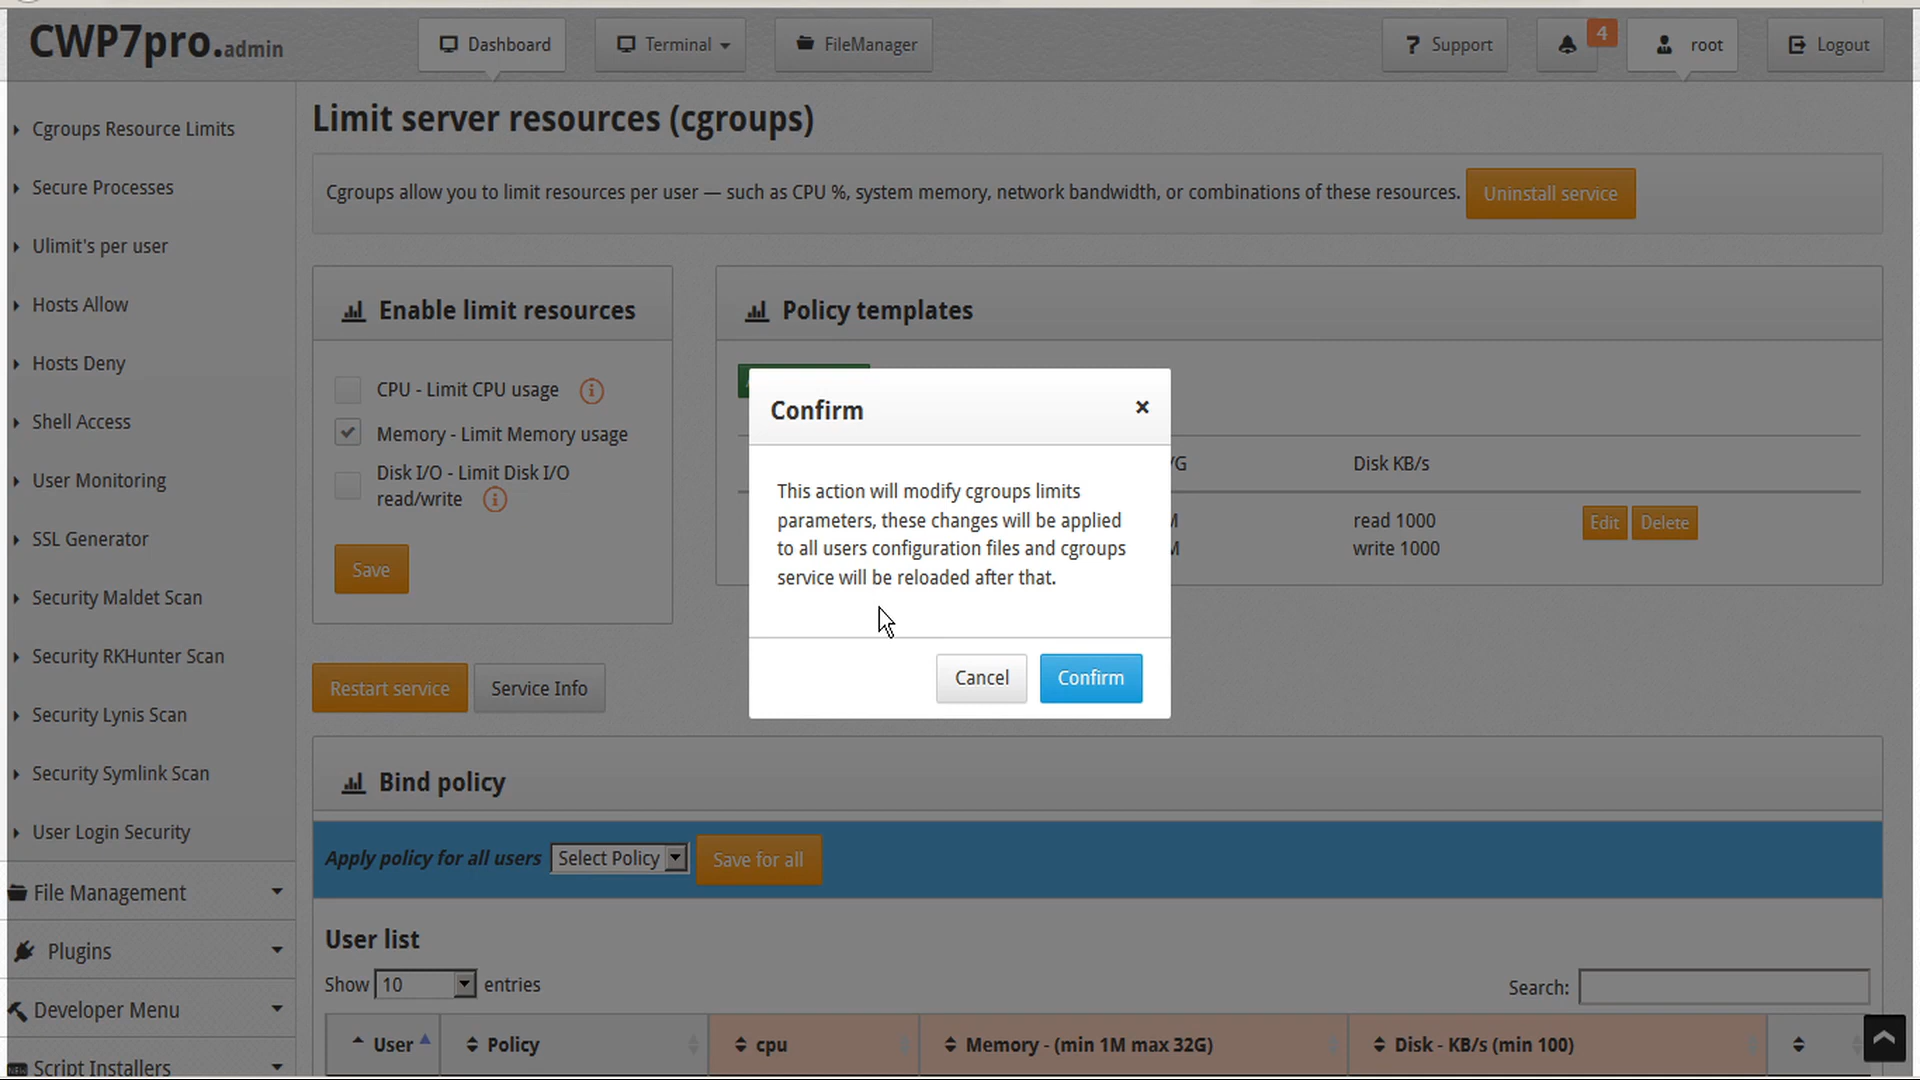 CWP7pro.admin
Dashboard
Terminal
FileManager
? Support
4
root
Logout
Cgroups Resource Limits
Secure Processes
Ulimit's per user
Hosts Allow
Hosts Deny
Shell Access
User Monitoring
SSL Generator
Security Maldet Scan
Security RKHunter Scan
Security Lynis Scan
Security Symlink Scan
User Login Security
File Management
Plugins
Developer Menu
Script Installers
Limit server resources (cgroups)
Cgroups allow you to limit resources per user — such as CPU %, system memory, network bandwidth, or combinations of these resources.
Uninstall service
Enable limit resources
CPU - Limit CPU usage
Memory - Limit Memory usage
Disk I/O - Limit Disk I/O
read/write
Save
Policy templates
/G
Disk KB/s
M
read 1000
M
write 1000
Edit
Delete
Confirm
×
This action will modify cgroups limits
parameters, these changes will be applied
to all users configuration files and cgroups
service will be reloaded after that.
Cancel
Confirm
Restart service
Service Info
Bind policy
Apply policy for all users
Select Policy
Save for all
User list
Show 10 entries
Search:
User
Policy
cpu
Memory - (min 1M max 32G)
Disk - KB/s (min 100)